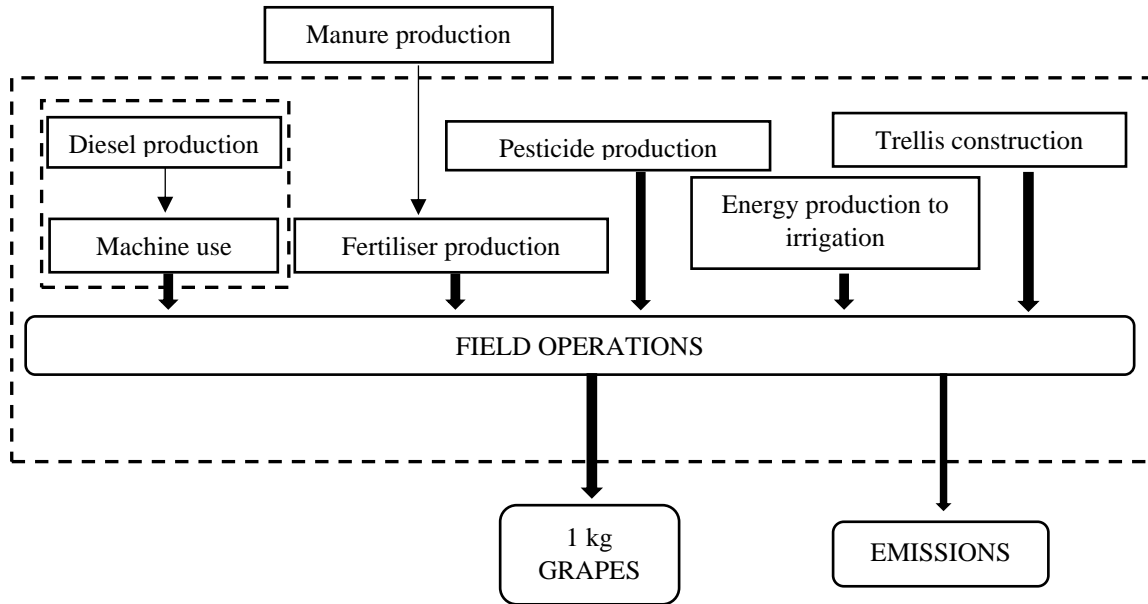 Manure production
Diesel production
Pesticide production
Trellis construction
Machine use
Fertiliser production
Energy production to
irrigation
FIELD OPERATIONS
1 kg
GRAPES
EMISSIONS